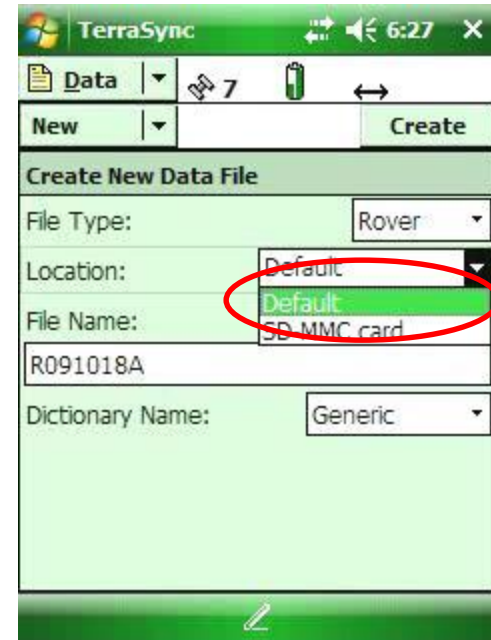 TerraSync 6:27
Data 7
New Create
Create New Data File
File Type: Rover
Location: Default
Default
File Name: SD-MMC card
R091018A
Dictionary Name: Generic